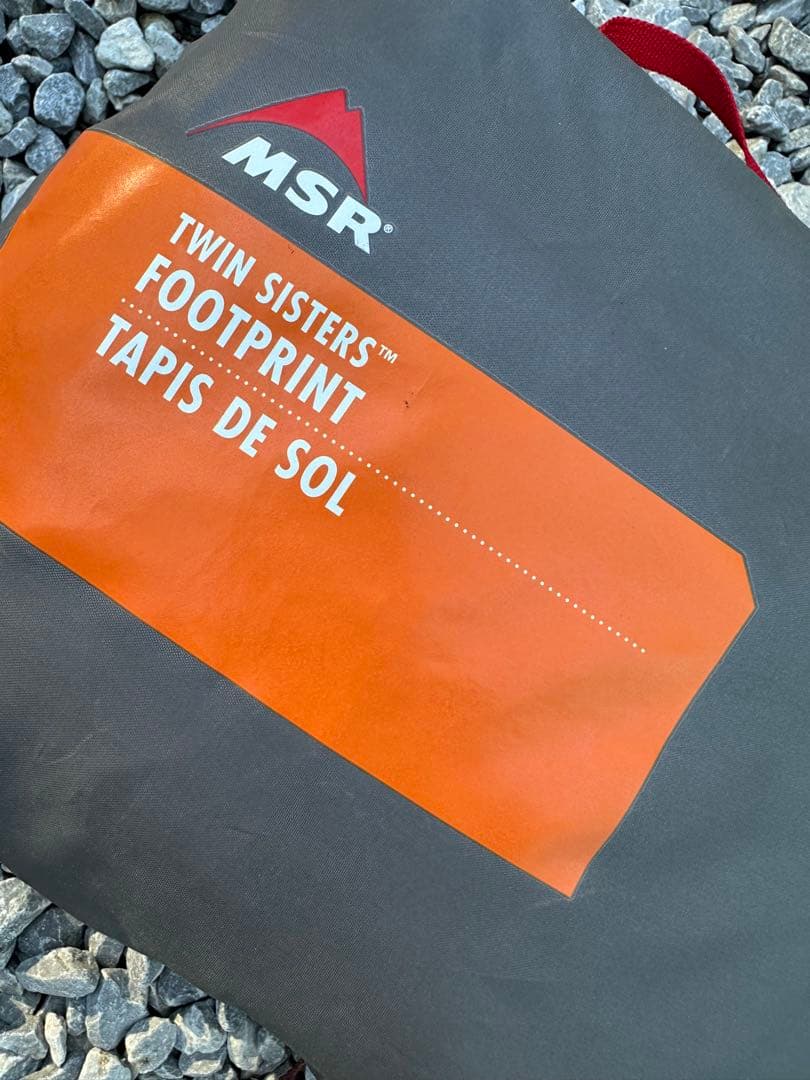 MSR®
TWIN SISTERS™
FOOTPRINT
TAPIS DE SOL